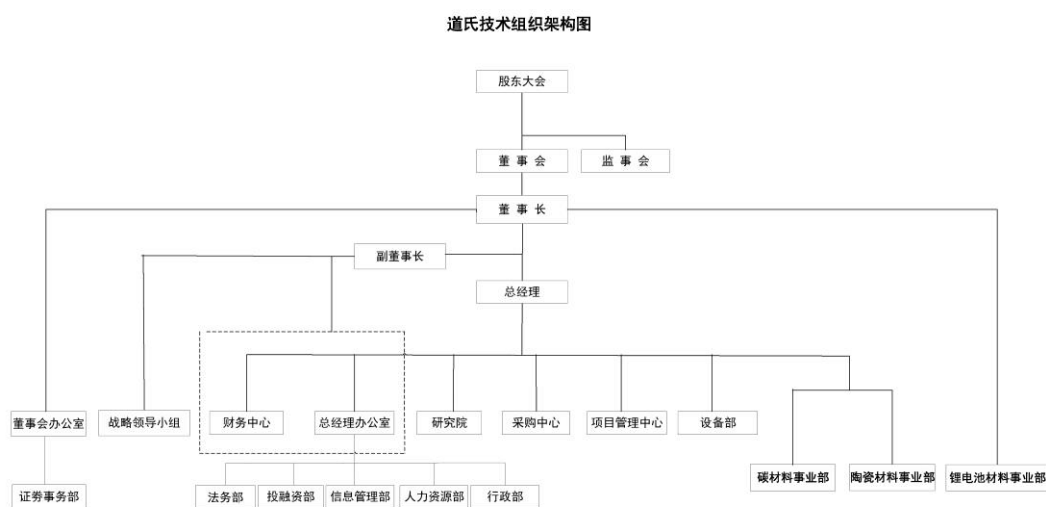 道氏技术组织架构图
股东大会
董 事 会
监 事 会
董 事 长
副董事长
总经理
董事会办公室
战略领导小组
财务中心
总经理办公室
研究院
采购中心
项目管理中心
设备部
碳材料事业部
陶瓷材料事业部
锂电池材料事业部
证劵事务部
法务部
投融资部
信息管理部
人力资源部
行政部